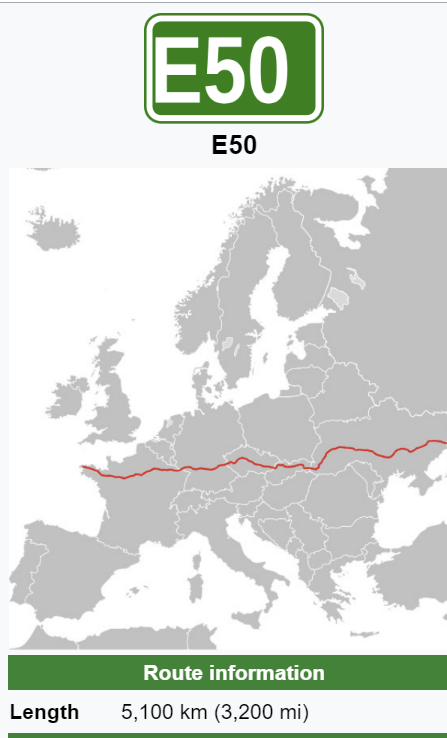 E50
E50
Route information
Length 5,100 km (3,200 mi)